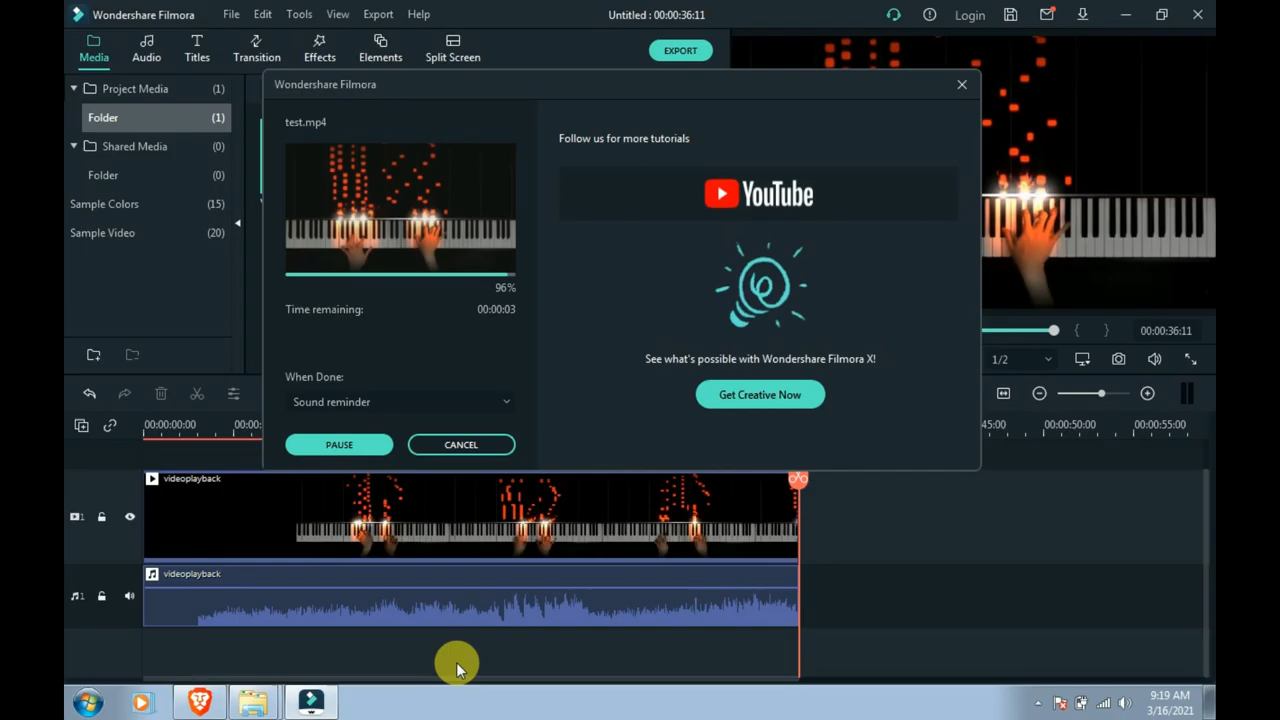 Wondershare Filmora
File
Edit
Tools
View
Export
Help
Untitled : 00:00:36:11
Login
Media
Audio
Titles
Transition
Effects
Elements
Split Screen
EXPORT
Project Media (1)
Folder (1)
Shared Media (0)
Folder (0)
Sample Colors (15)
Sample Video (20)
Wondershare Filmora
test.mp4
96%
Time remaining: 00:00:03
When Done:
Sound reminder
PAUSE
CANCEL
Follow us for more tutorials
YouTube
See what's possible with Wondershare Filmora X!
Get Creative Now
00:00:36:11
1/2
00:00:00:00
00:00:
45:00
00:00:50:00
00:00:55:00
videoplayback
1
videoplayback
1
9:19 AM
3/16/2021